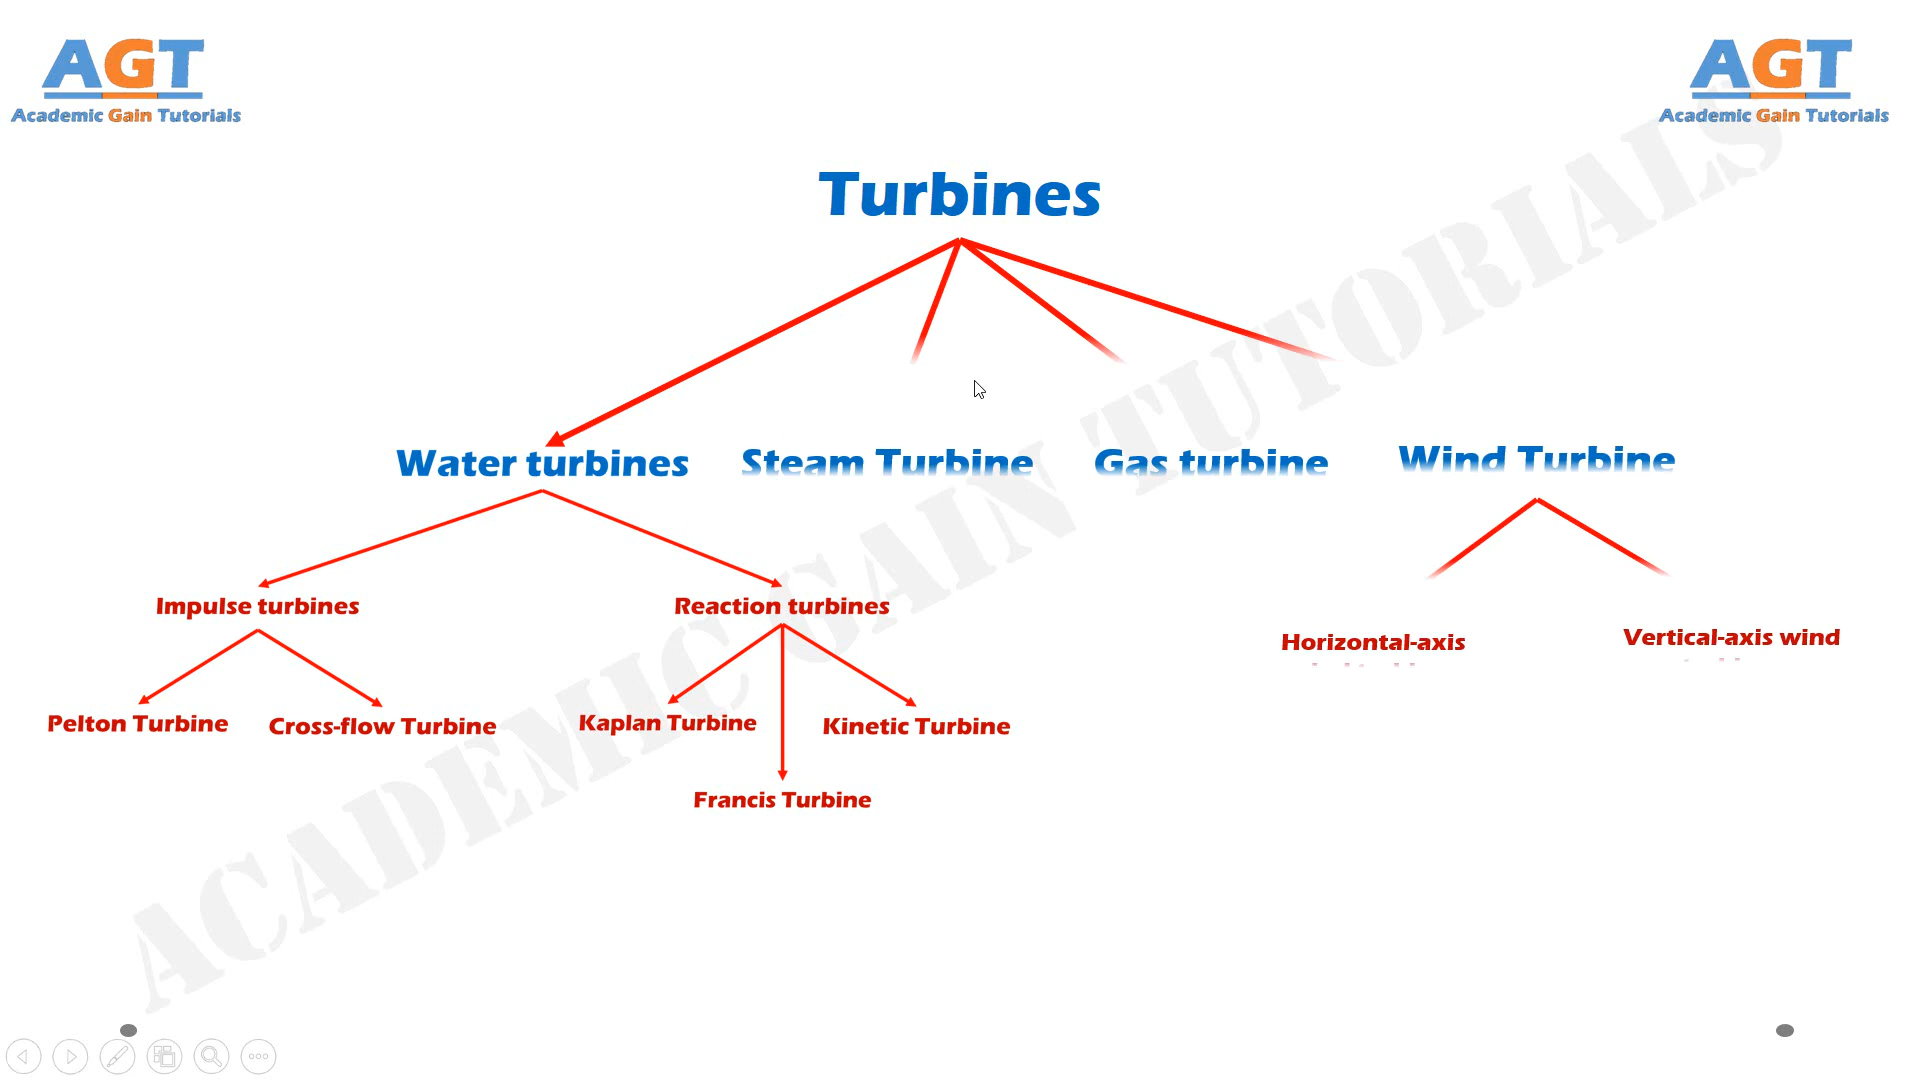 AGT
Academic Gain Tutorials
AGT
Academic Gain Tutorials
Turbines
Water turbines
Steam Turbine
Gas turbine
Wind Turbine
Impulse turbines
Reaction turbines
Horizontal-axis
Vertical-axis wind
Pelton Turbine
Cross-flow Turbine
Kaplan Turbine
Kinetic Turbine
Francis Turbine
ACADEMIC GAIN TUTORIALS